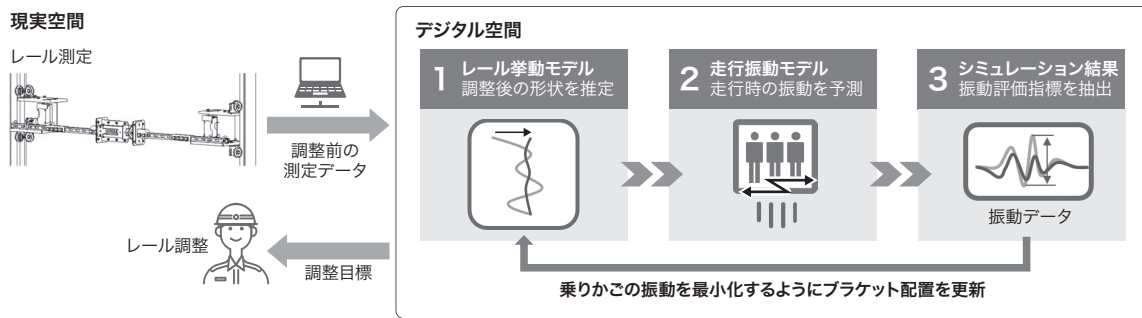 現実空間
レール測定
調整前の
測定データ
レール調整
調整目標
デジタル空間
1 レール挙動モデル
調整後の形状を推定
2 走行振動モデル
走行時の振動を予測
3 シミュレーション結果
振動評価指標を抽出
振動データ
乗りかごの振動を最小化するようにブラケット配置を更新